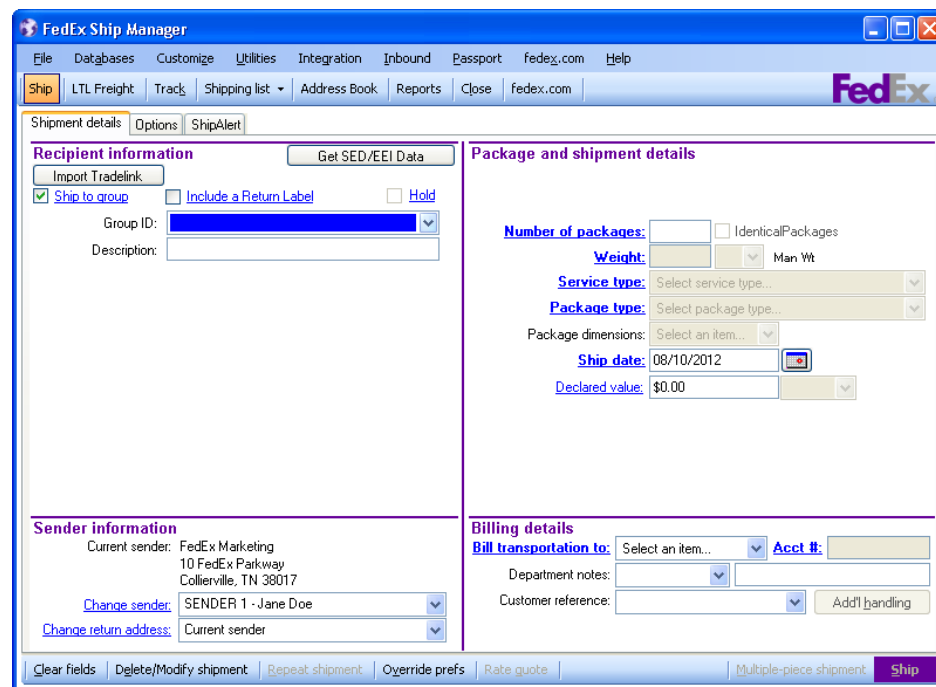 FedEx Ship Manager
File Databases Customize Utilities Integration Inbound Passport fedex.com Help
Ship LTL Freight Track Shipping list Address Book Reports Close fedex.com FedEx
Shipment details Options ShipAlert
Recipient information Get SED/EEI Data
Import Tradelink
Ship to group Include a Return Label Hold
Group ID:
Description:
Package and shipment details
Number of packages: IdenticalPackages
Weight: Man Wt
Service type: Select service type...
Package type: Select package type...
Package dimensions: Select an item...
Ship date: 08/10/2012
Declared value: $0.00
Sender information
Current sender: FedEx Marketing
10 FedEx Parkway
Collierville, TN 38017
Change sender: SENDER 1 - Jane Doe
Change return address: Current sender
Billing details
Bill transportation to: Select an item... Acct #:
Department notes:
Customer reference: Add'l handling
Clear fields Delete/Modify shipment Repeat shipment Override prefs Rate quote Multiple-piece shipment Ship